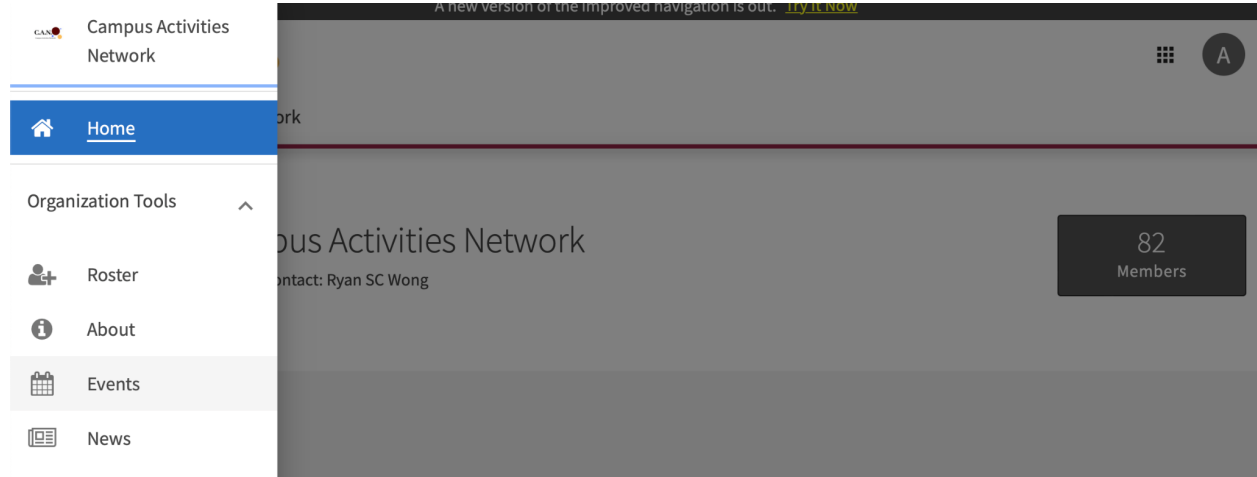 A new version of the improved navigation is out. Try It Now
C.A.N.
Campus Activities
Network
A
Home
ork
Organization Tools
pus Activities Network
ontact: Ryan SC Wong
82
Members
Roster
About
Events
News